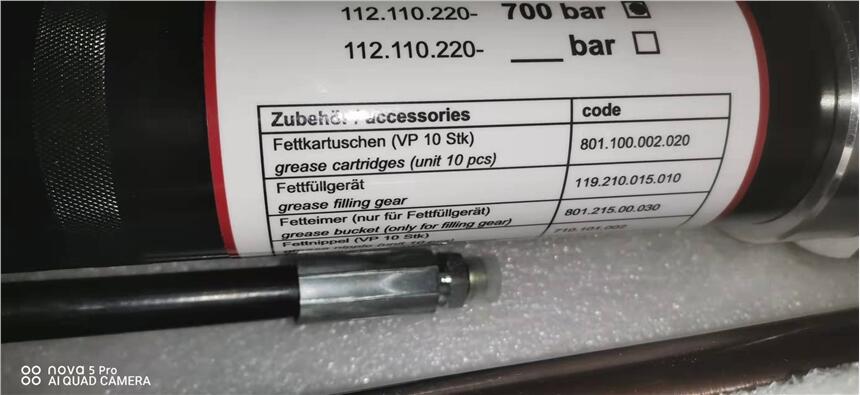 112.110.220- 700 bar
112.110.220- ___ bar
Zubehör / accessories code
Fettkartuschen (VP 10 Stk)
grease cartridges (unit 10 pcs) 801.100.002.020
Fettfüllgerät
grease filling gear 119.210.015.010
Fetteimer (nur für Fettfüllgerät)
grease bucket (only for filling gear) 801.215.00.030
Fettnippel (VP 10 Stk)
nova 5 Pro
AI QUAD CAMERA